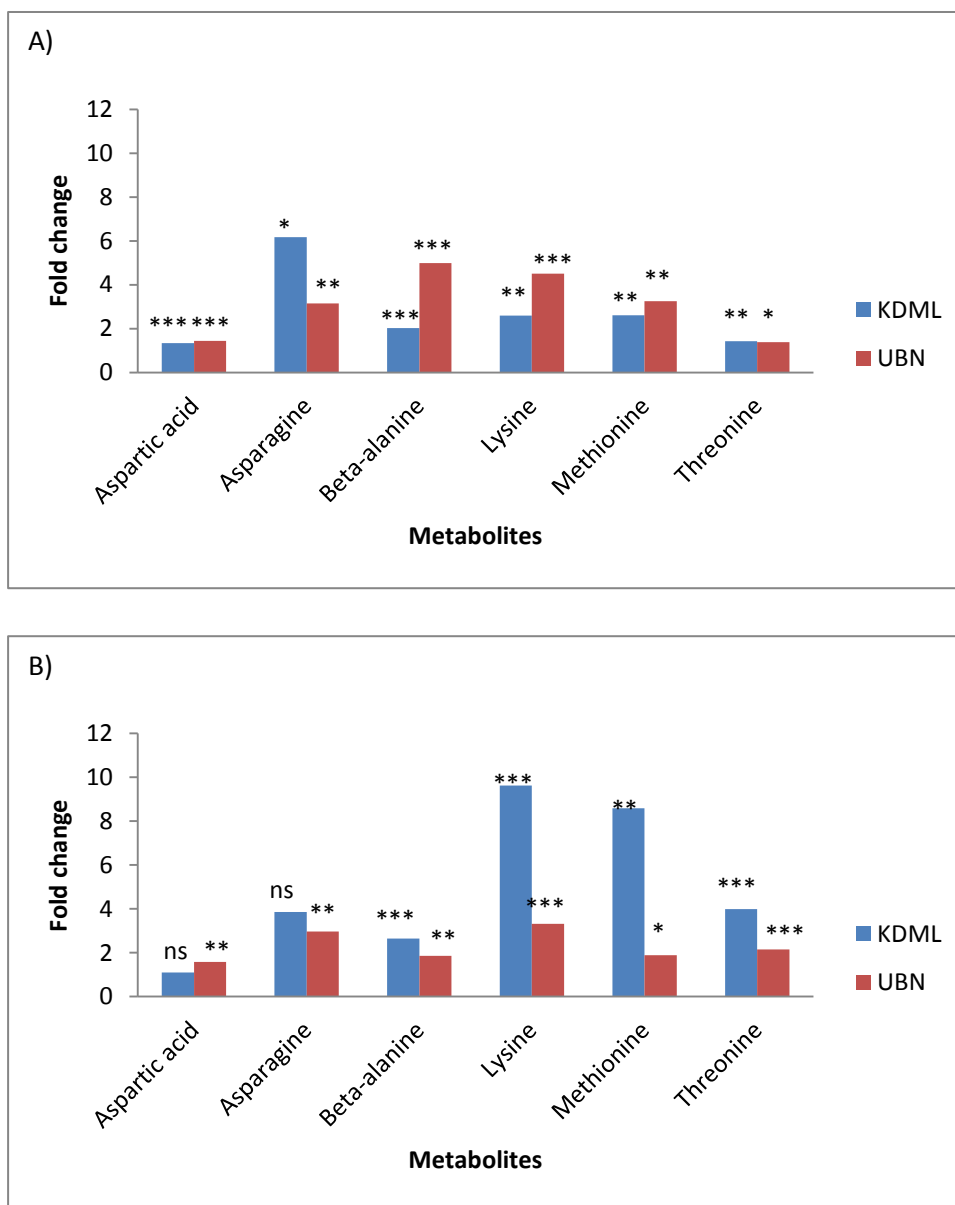 A)
12
10
8
6
4
2
0
Fold change
*** *** * ** *** *** ** *** ** ** ** *
Aspartic acid
Asparagine
Beta-alanine
Lysine
Methionine
Threonine
Metabolites
KDML
UBN
B)
12
10
8
6
4
2
0
Fold change
ns ** ns ** *** ** *** *** ** * *** ***
Aspartic acid
Asparagine
Beta-alanine
Lysine
Methionine
Threonine
Metabolites
KDML
UBN